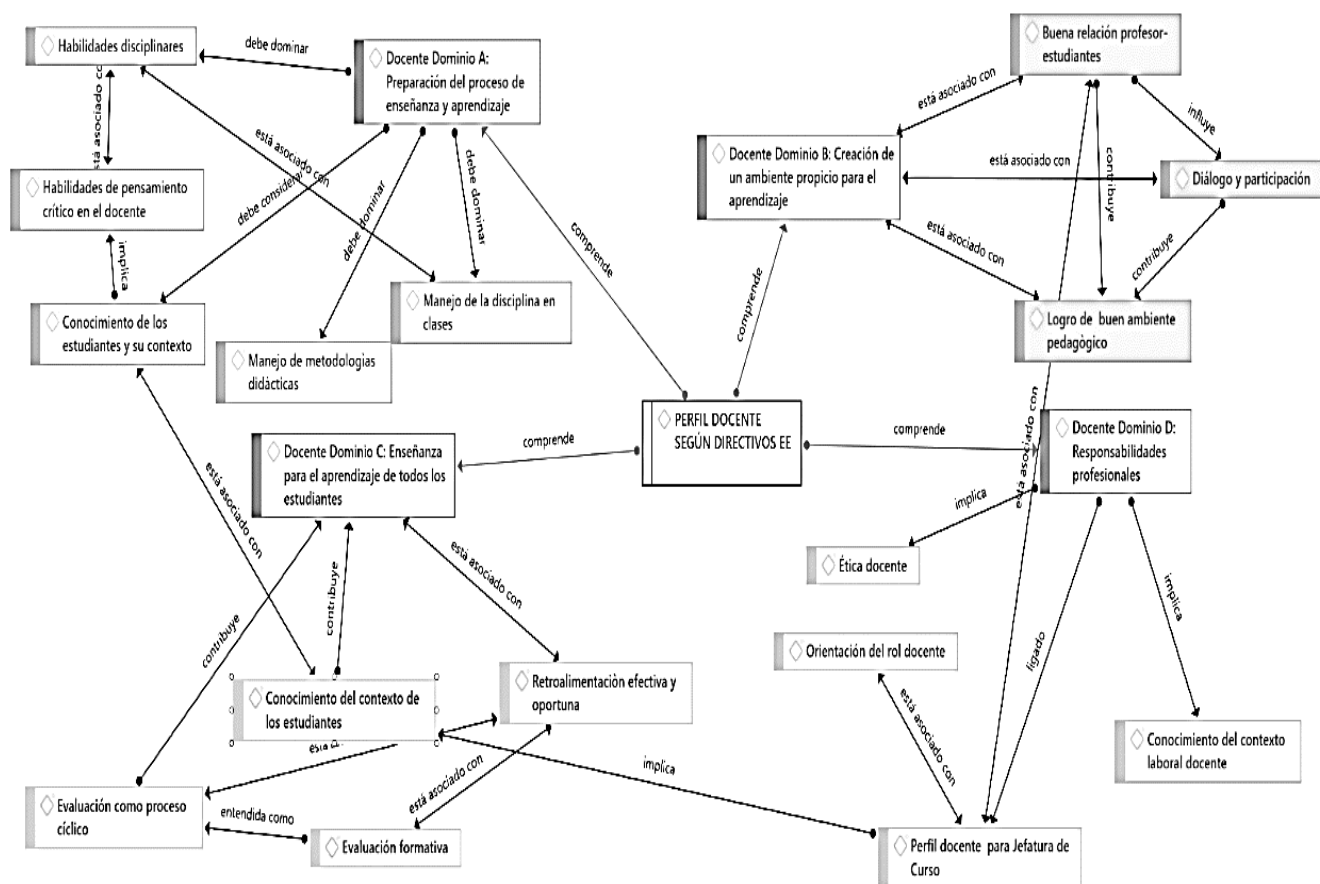 Habilidades disciplinares
debe dominar
Docente Dominio A:
Preparación del proceso de
enseñanza y aprendizaje
está asociado
está asociado con
Habilidades de pensamiento
crítico en el docente
debe considerar
debe dominar
debe dominar
implica
Conocimiento de los
estudiantes y su contexto
Manejo de la disciplina en
clases
Manejo de metodologias
didàcticas
comprende
Buena relación profesor-
estudiantes
está asociado con
influye
Docente Dominio B: Creación de
un ambiente propicio para el
aprendizaje
está asociado con
contribuye
Diálogo y participación
está asociado con
contribuye
comprende
Logro de buen ambiente
pedagògico
PERFIL DOCENTE
SEGÚN DIRECTIVOS EE
comprende
comprende
está asociado con
Docente Dominio C: Enseñanza
para el aprendizaje de todos los
estudiantes
Docente Dominio D:
Responsabilidades
profesionales
está asociado con
contribuye
contribuye
está asociado con
implica
Ética docente
implica
ligado
Conocimiento del contexto de
los estudiantes
Retroalimentación efectiva y
oportuna
Orientación del rol docente
está asociado con
Conocimiento del contexto
laboral docente
implica
Evaluación como proceso
cíclico
entendida como
está asociado con
Evaluación formativa
Perfil docente para Jefatura de
Curso